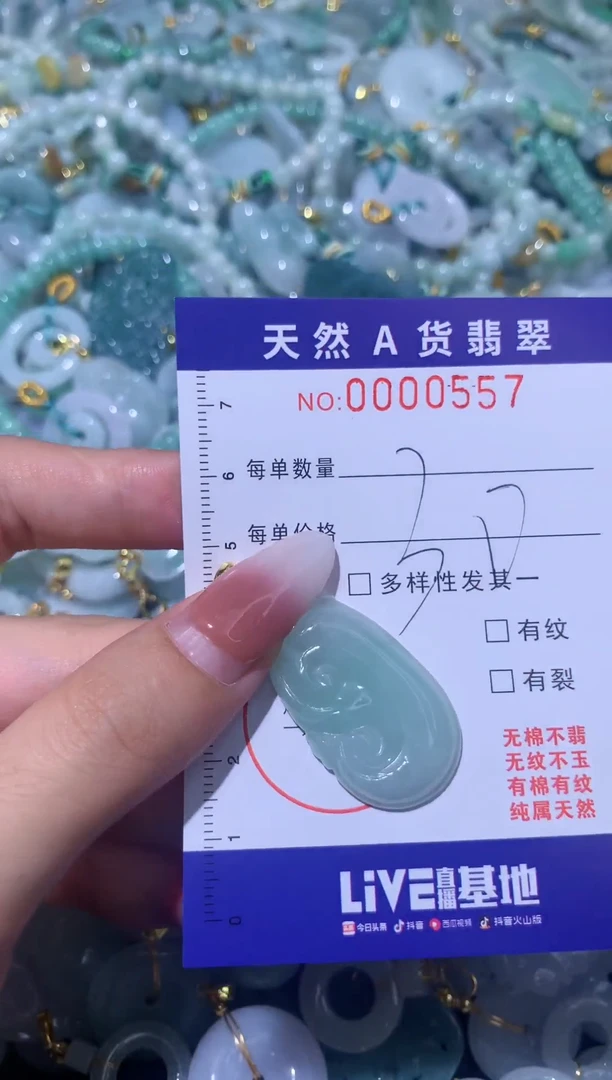 天然A货翡翠
NO:0000557
7
6
每单数量
5
每单价格
□多样性发其一
□有纹
□有裂
无棉不翡
无纹不玉
有棉有纹
纯属天然
2
1
0
LIVE直播基地
今日头条 抖音 西瓜视频 抖音火山版